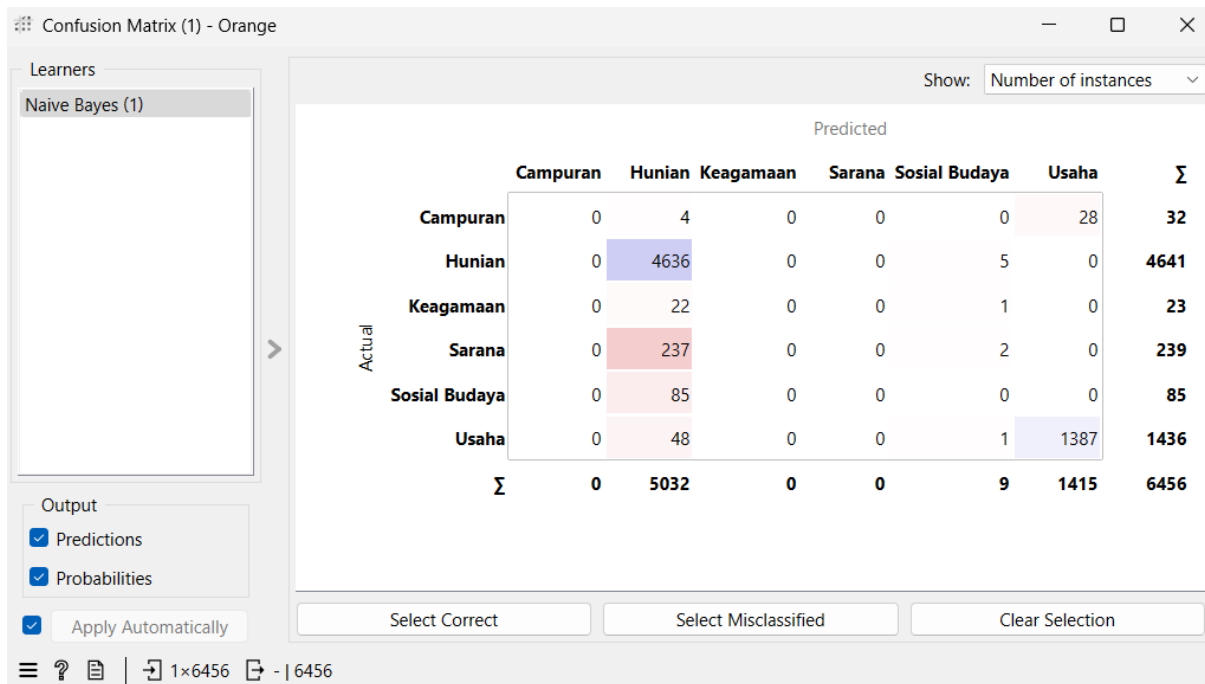 Confusion Matrix (1) - Orange
Learners
Naive Bayes (1)
Output
Predictions
Probabilities
Apply Automatically
Show: Number of instances
Predicted
Campuran Hunian Keagamaan Sarana Sosial Budaya Usaha ∑
Actual
Campuran 0 4 0 0 0 28 32
Hunian 0 4636 0 0 5 0 4641
Keagamaan 0 22 0 0 1 0 23
Sarana 0 237 0 0 2 0 239
Sosial Budaya 0 85 0 0 0 0 85
Usaha 0 48 0 0 1 1387 1436
∑ 0 5032 0 0 9 1415 6456
Select Correct Select Misclassified Clear Selection
1×6456 - | 6456